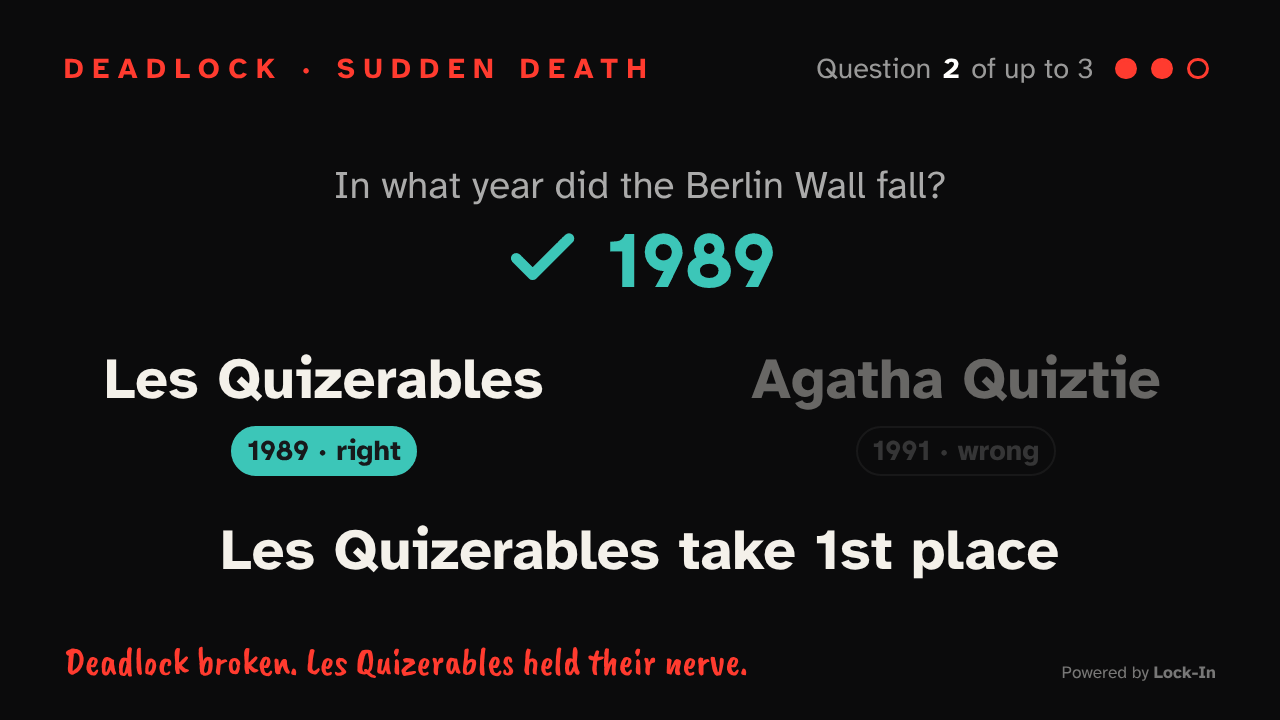 DEADLOCK · SUDDEN DEATH
Question 2 of up to 3
In what year did the Berlin Wall fall?
1989
Les Quizerables
Agatha Quiztie
1989 · right
1991 · wrong
Les Quizerables take 1st place
Deadlock broken. Les Quizerables held their nerve.
Powered by Lock-In